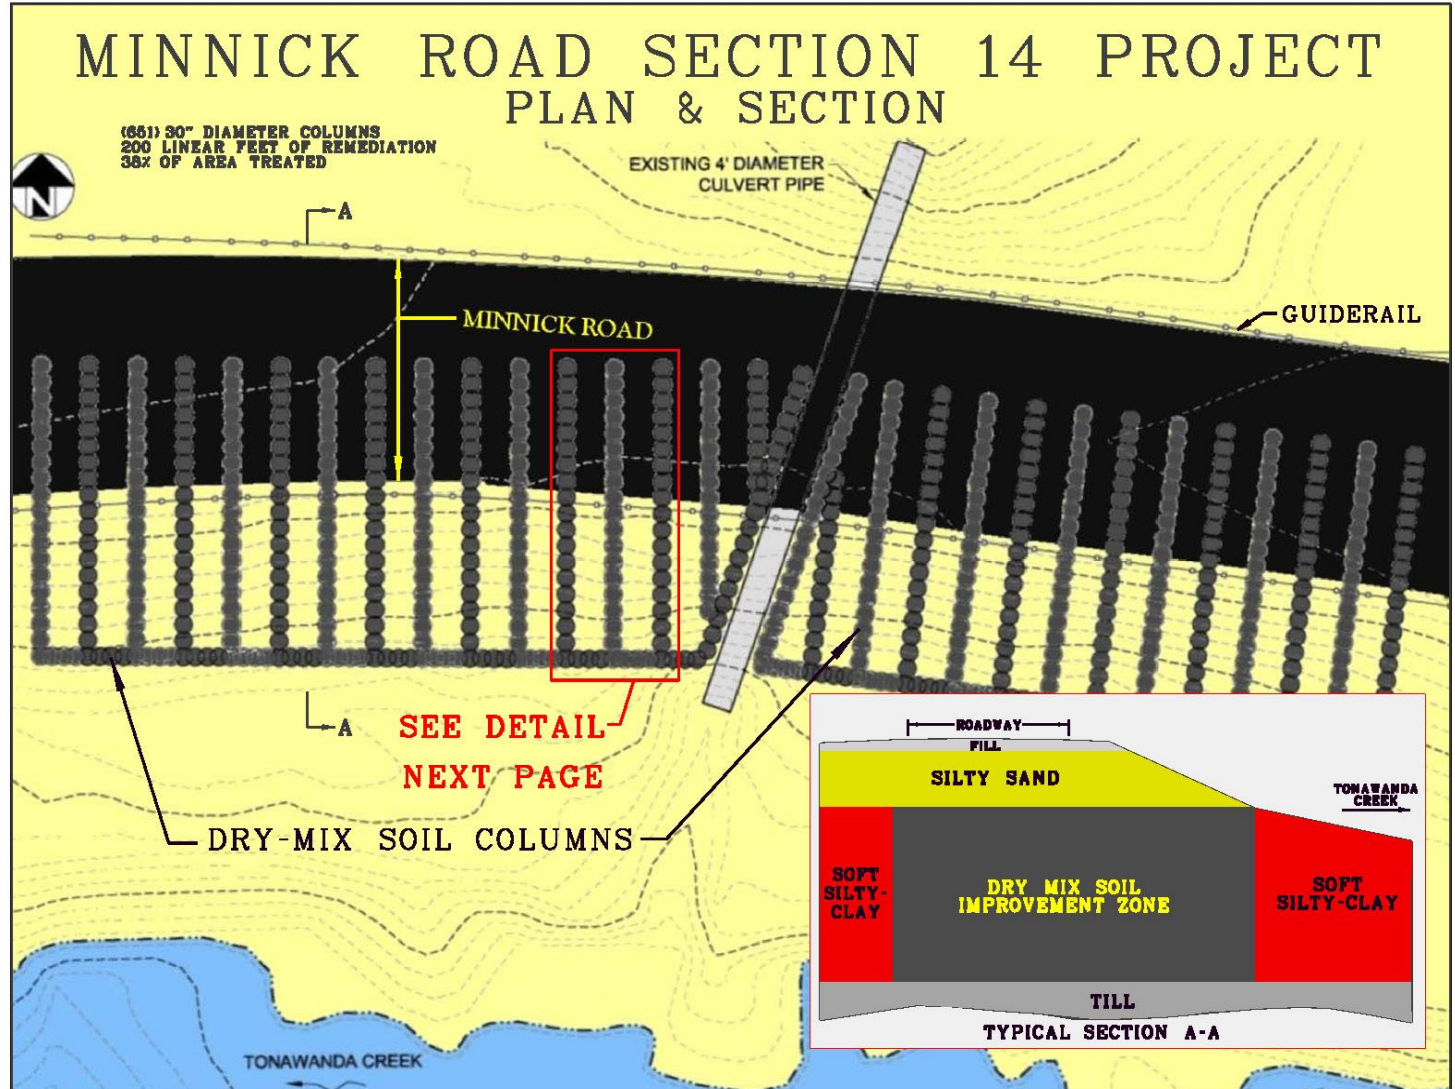 MINNICK ROAD SECTION 14 PROJECT
PLAN & SECTION
(651) 30" DIAMETER COLUMNS
200 LINEAR FEET OF REMEDIATION
38% OF AREA TREATED
EXISTING 4' DIAMETER
CULVERT PIPE
N
A
GUIDERAIL
MINNICK ROAD
A
SEE DETAIL
NEXT PAGE
DRY-MIX SOIL COLUMNS
ROADWAY
FILL
SILTY SAND
TONAWANDA
CREEK
SOFT
SILTY-
CLAY
DRY MIX SOIL
IMPROVEMENT ZONE
SOFT
SILTY-CLAY
TILL
TYPICAL SECTION A-A
TONAWANDA CREEK